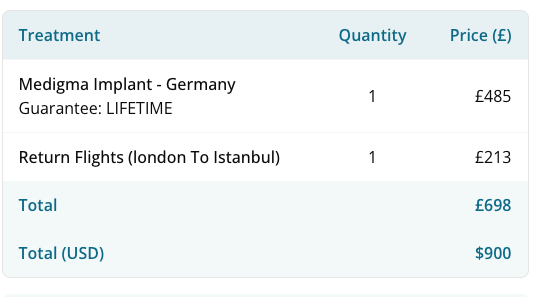 Treatment Quantity Price (£)
Medigma Implant - Germany 1 £485
Guarantee: LIFETIME
Return Flights (london To Istanbul) 1 £213
Total £698
Total (USD) $900